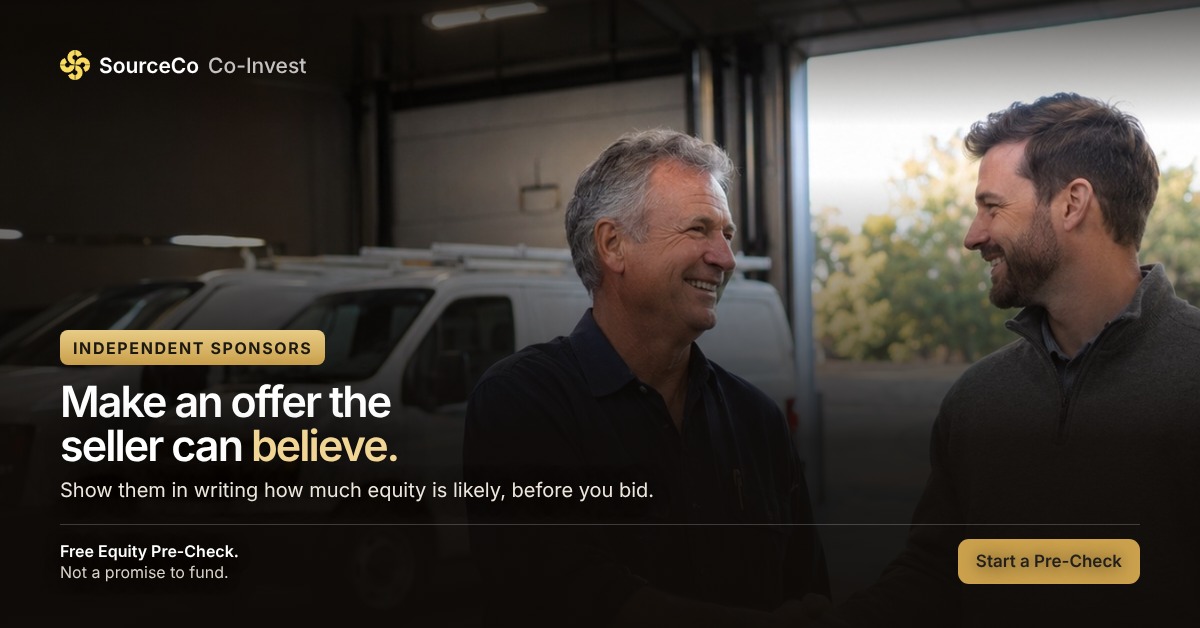 SourceCo Co-Invest
INDEPENDENT SPONSORS
Make an offer the
seller can believe.
Show them in writing how much equity is likely, before you bid.
Free Equity Pre-Check.
Not a promise to fund.
Start a Pre-Check